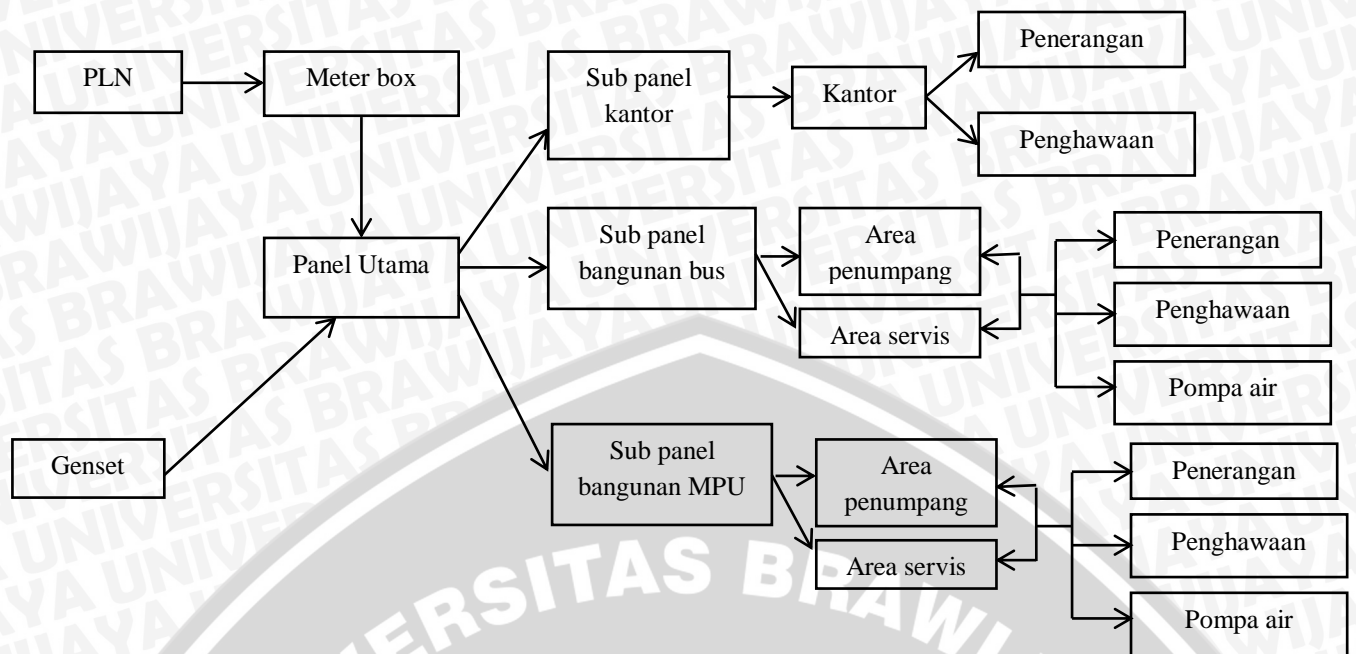 PLN
Meter box
Sub panel
kantor
Kantor
Penerangan
Penghawaan
Panel Utama
Genset
Sub panel
bangunan bus
Area
penumpang
Area servis
Penerangan
Penghawaan
Pompa air
Sub panel
bangunan MPU
Area
penumpang
Area servis
Penerangan
Penghawaan
Pompa air